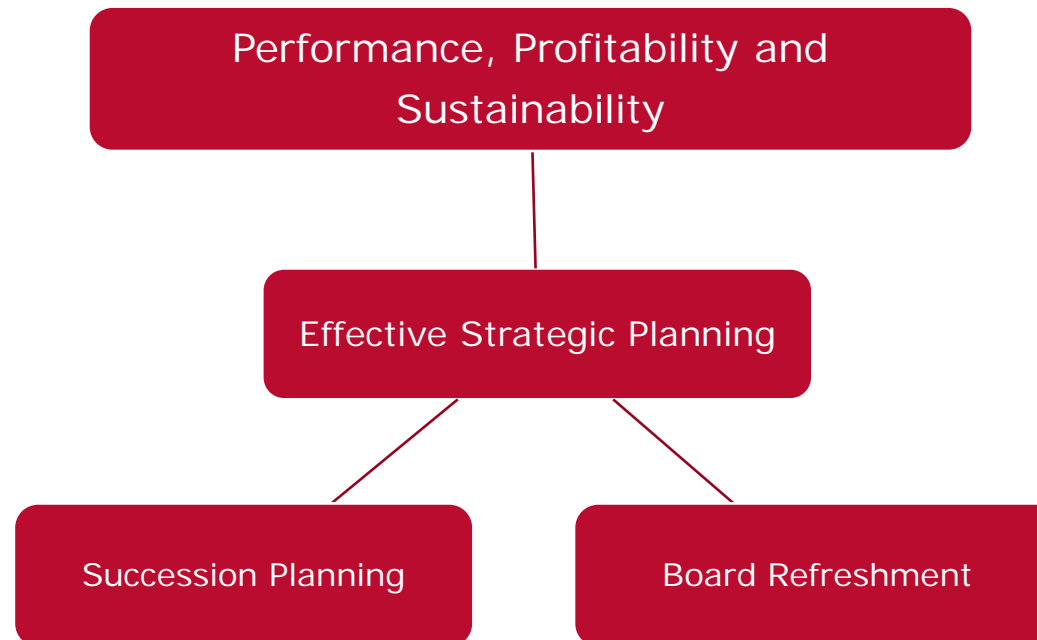 Performance, Profitability and
Sustainability
Effective Strategic Planning
Succession Planning
Board Refreshment